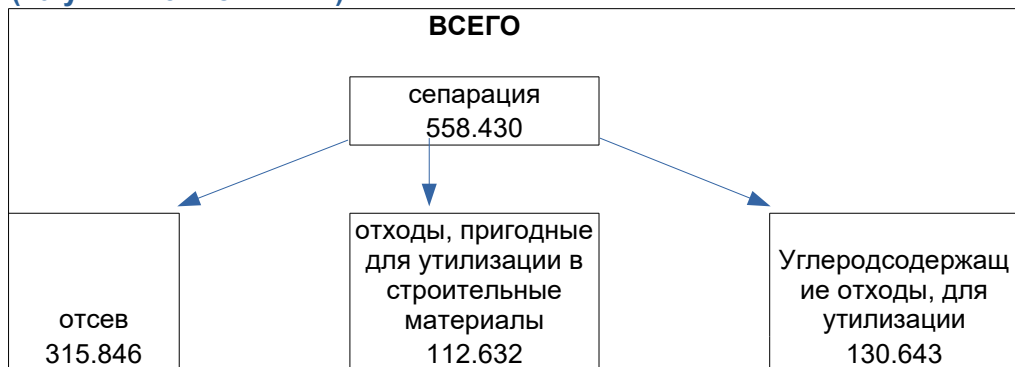 ВСЕГО
сепарация
558.430
отсев
315.846
отходы, пригодные
для утилизации в
строительные
материалы
112.632
Углеродсодержащ
ие отходы, для
утилизации
130.643